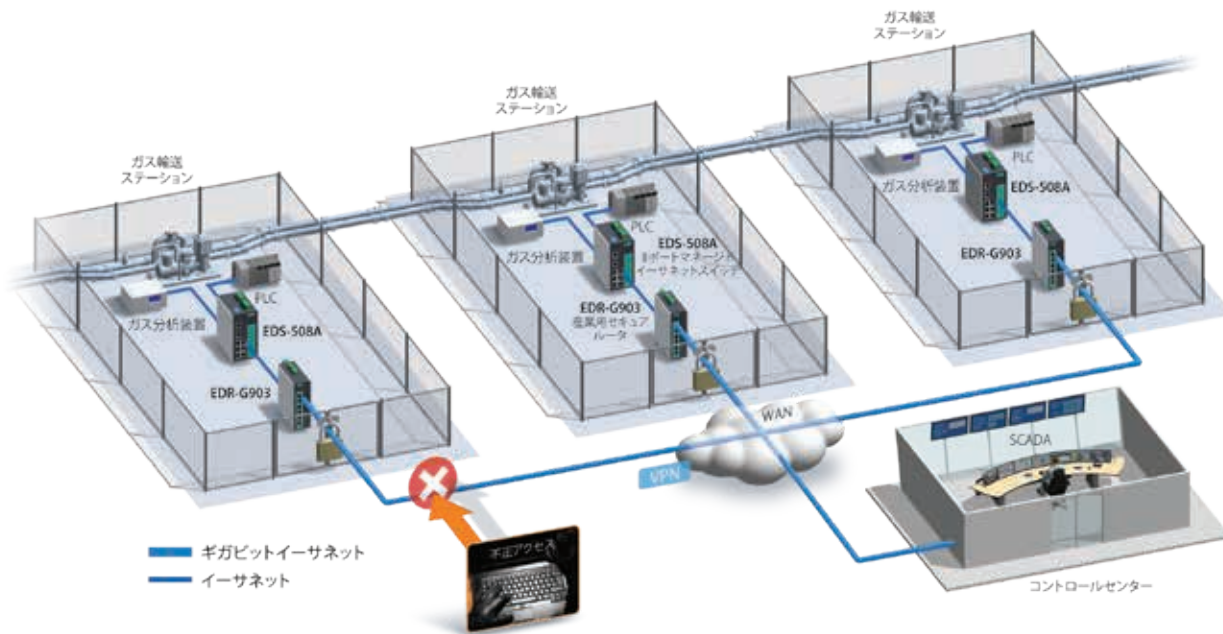 ガス輸送
ステーション
ガス分析装置
PLC
EDS-508A
EDR-G903
ガス輸送
ステーション
ガス分析装置
PLC
EDS-508A
8ポートマネージド
イーサネットスイッチ
EDR-G903
産業用セキュア
ルータ
ガス輸送
ステーション
ガス分析装置
PLC
EDS-508A
EDR-G903
WAN
VPN
SCADA
コントロールセンター
不正アクセス
ギガビットイーサネット
イーサネット